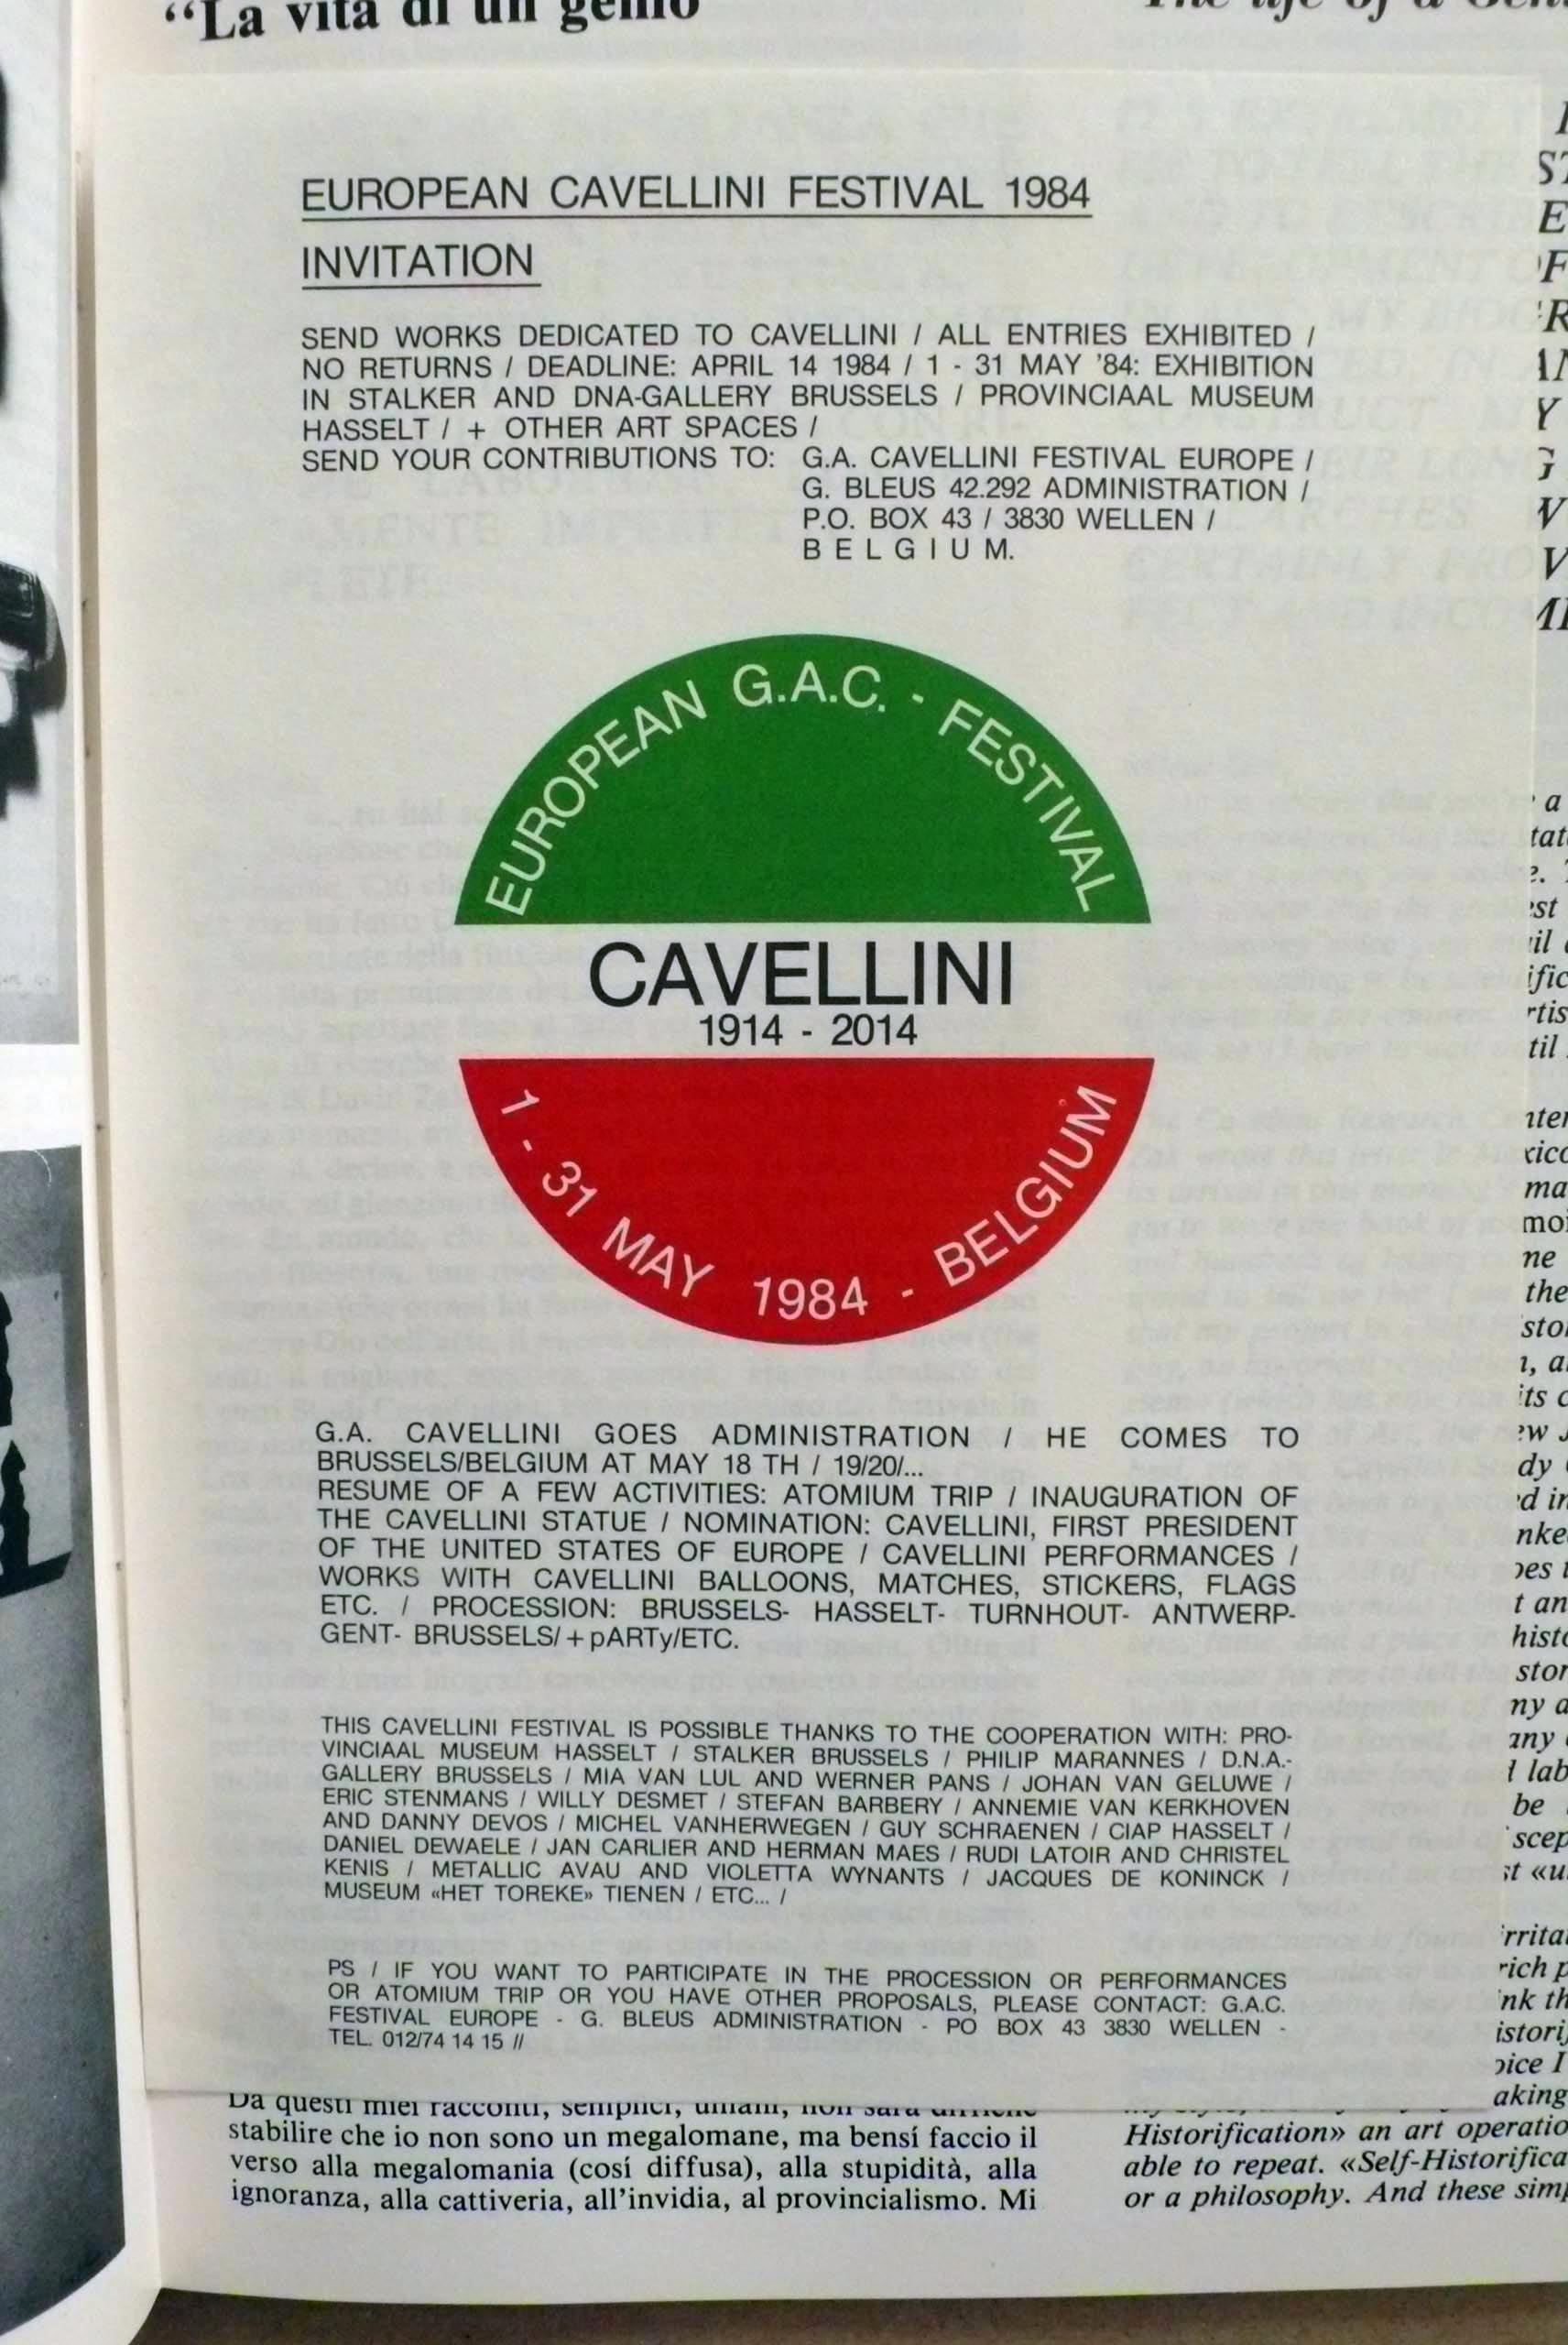 “La vita di un genio
The life of a
EUROPEAN CAVELLINI FESTIVAL 1984
INVITATION
SEND WORKS DEDICATED TO CAVELLINI / ALL ENTRIES EXHIBITED /
NO RETURNS / DEADLINE: APRIL 14 1984 / 1 - 31 MAY '84: EXHIBITION
IN STALKER AND DNA-GALLERY BRUSSELS / PROVINCIAAL MUSEUM
HASSELT / + OTHER ART SPACES /
SEND YOUR CONTRIBUTIONS TO: G.A. CAVELLINI FESTIVAL EUROPE /
G. BLEUS 42.292 ADMINISTRATION /
P.O. BOX 43 / 3830 WELLEN /
B E L G I U M.
EUROPEAN G.A.C. - FESTIVAL
CAVELLINI
1914 - 2014
1 - 31 MAY 1984 - BELGIUM
G.A. CAVELLINI GOES ADMINISTRATION / HE COMES TO
BRUSSELS/BELGIUM AT MAY 18 TH / 19/20/...
RESUME OF A FEW ACTIVITIES: ATOMIUM TRIP / INAUGURATION OF
THE CAVELLINI STATUE / NOMINATION: CAVELLINI, FIRST PRESIDENT
OF THE UNITED STATES OF EUROPE / CAVELLINI PERFORMANCES /
WORKS WITH CAVELLINI BALLOONS, MATCHES, STICKERS, FLAGS
ETC. / PROCESSION: BRUSSELS- HASSELT- TURNHOUT- ANTWERP-
GENT- BRUSSELS/+pARTy/ETC.
THIS CAVELLINI FESTIVAL IS POSSIBLE THANKS TO THE COOPERATION WITH: PRO-
VINCIAAL MUSEUM HASSELT / STALKER BRUSSELS / PHILIP MARANNES / D.N.A.-
GALLERY BRUSSELS / MIA VAN LUL AND WERNER PANS / JOHAN VAN GELUWE /
ERIC STENMANS / WILLY DESMET / STEFAN BARBERY / ANNEMIE VAN KERKHOVEN
AND DANNY DEVOS / MICHEL VANHERWEGEN / GUY SCHRAENEN / CIAP HASSELT /
DANIEL DEWAELE / JAN CARLIER AND HERMAN MAES / RUDI LATOIR AND CHRISTEL
KENIS / METALLIC AVAU AND VIOLETTA WYNANTS / JACQUES DE KONINCK /
MUSEUM «HET TOREKE» TIENEN / ETC... /
PS / IF YOU WANT TO PARTICIPATE IN THE PROCESSION OR PERFORMANCES
OR ATOMIUM TRIP OR YOU HAVE OTHER PROPOSALS, PLEASE CONTACT: G.A.C.
FESTIVAL EUROPE - G. BLEUS ADMINISTRATION - PO BOX 43 3830 WELLEN -
TEL. 012/74 14 15 //
Da questi miei racconti, semplici, umani, non sarà difficile
stabilire che io non sono un megalomane, ma bensí faccio il
verso alla megalomania (cosí diffusa), alla stupidità, alla
ignoranza, alla cattiveria, all'invidia, al provincialismo. Mi
Historification» an art operatio
able to repeat. «Self-Historifica
or a philosophy. And these simp